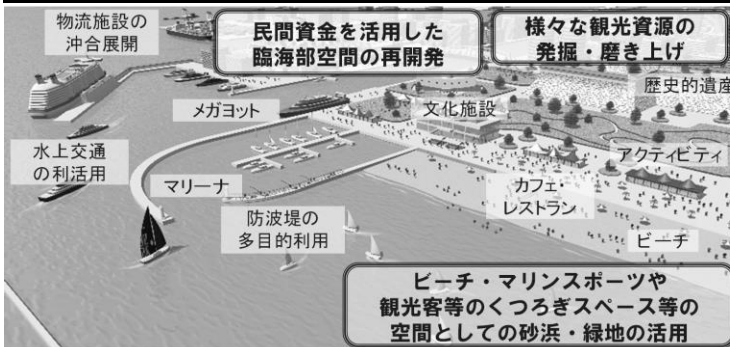 物流施設の
沖合展開
民間資金を活用した
臨海部空間の再開発
様々な観光資源の
発掘・磨き上げ
歴史的遺産
メガヨット
文化施設
水上交通
の利活用
アクティビティ
マリーナ
カフェ・
レストラン
防波堤の
多目的利用
ビーチ
ビーチ・マリンスポーツや
観光客等のくつろぎスペース等の
空間としての砂浜・緑地の活用